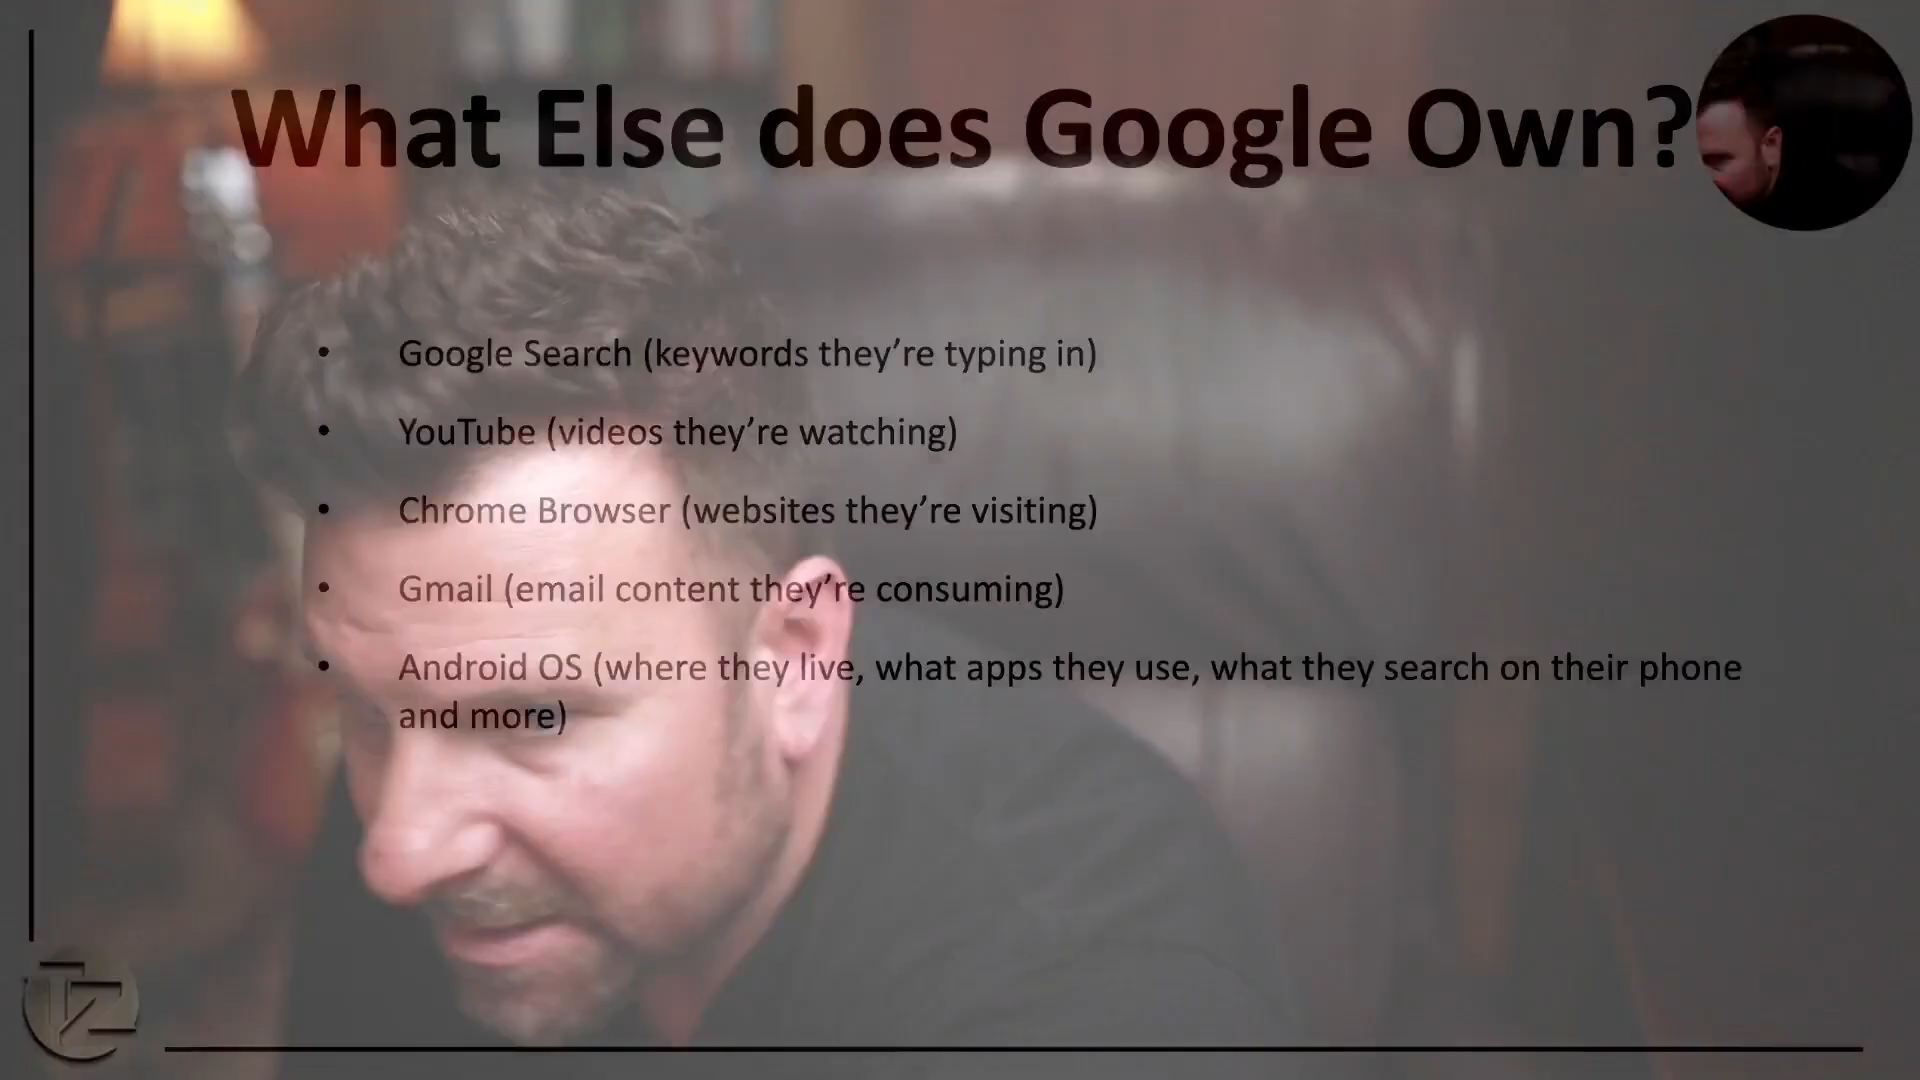 What Else does Google Own?
• Google Search (keywords they’re typing in)
• YouTube (videos they’re watching)
• Chrome Browser (websites they’re visiting)
• Gmail (email content they’re consuming)
• Android OS (where they live, what apps they use, what they search on their phone
and more)
TZ